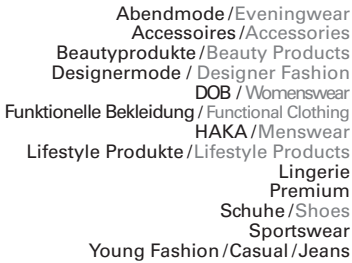 Abendmode/Eveningwear
Accessoires/Accessories
Beautyprodukte/Beauty Products
Designermode / Designer Fashion
DOB / Womenswear
Funktionelle Bekleidung/Functional Clothing
HAKA/Menswear
Lifestyle Produkte/Lifestyle Products
Lingerie
Premium
Schuhe/Shoes
Sportswear
Young Fashion/Casual/Jeans